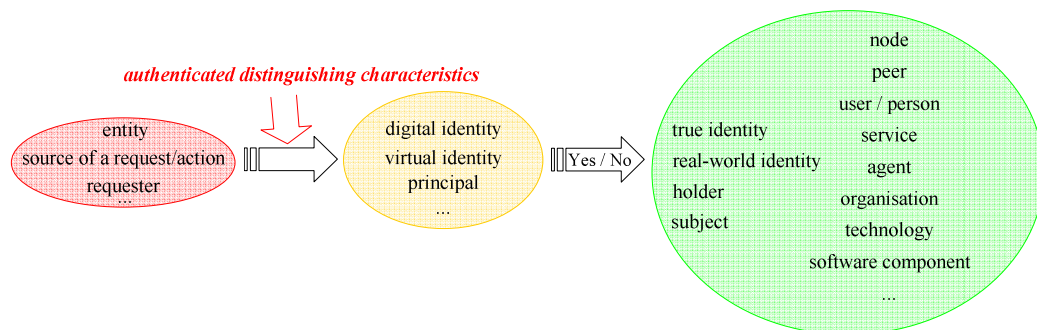 authenticated distinguishing characteristics
entity
source of a request/action
requester
...
digital identity
virtual identity
principal
...
Yes / No
true identity
real-world identity
holder
subject
node
peer
user / person
service
agent
organisation
technology
software component
...